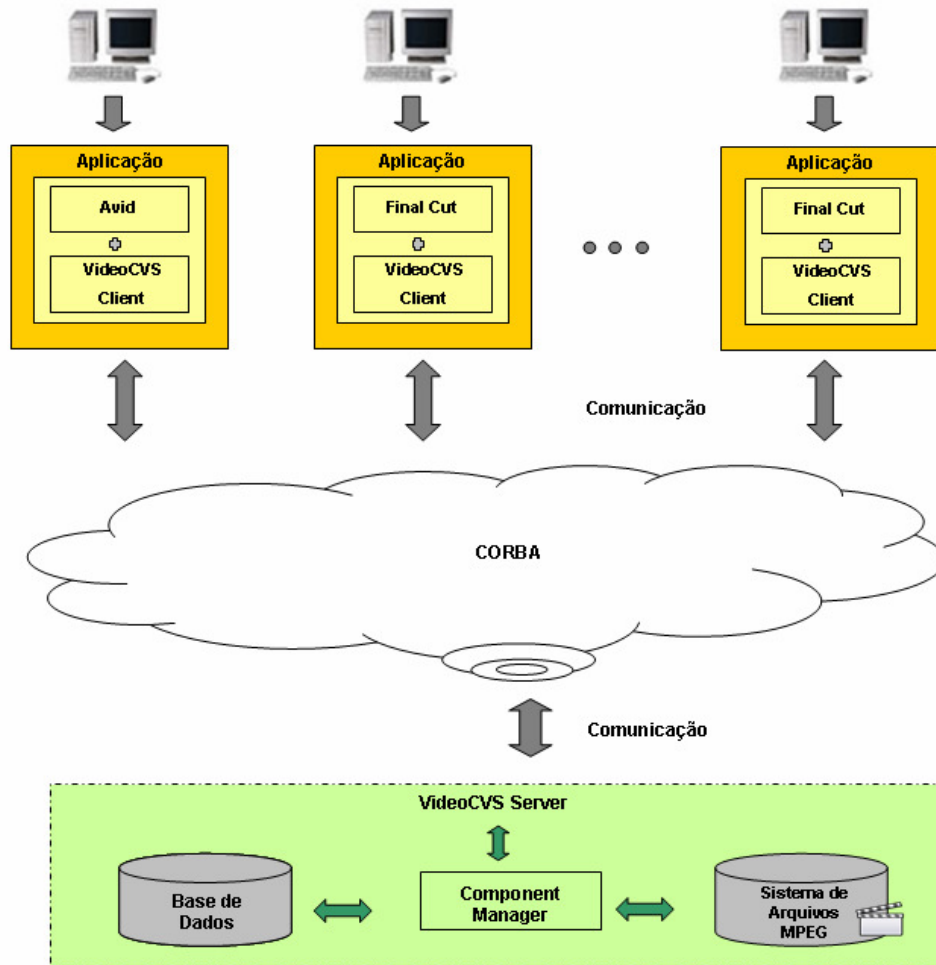 Aplicação
Avid
VideoCVS
Client
Aplicação
Final Cut
VideoCVS
Client
Aplicação
Final Cut
VideoCVS
Client
Comunicação
CORBA
Comunicação
VideoCVS Server
Base de
Dados
Component
Manager
Sistema de
Arquivos
MPEG